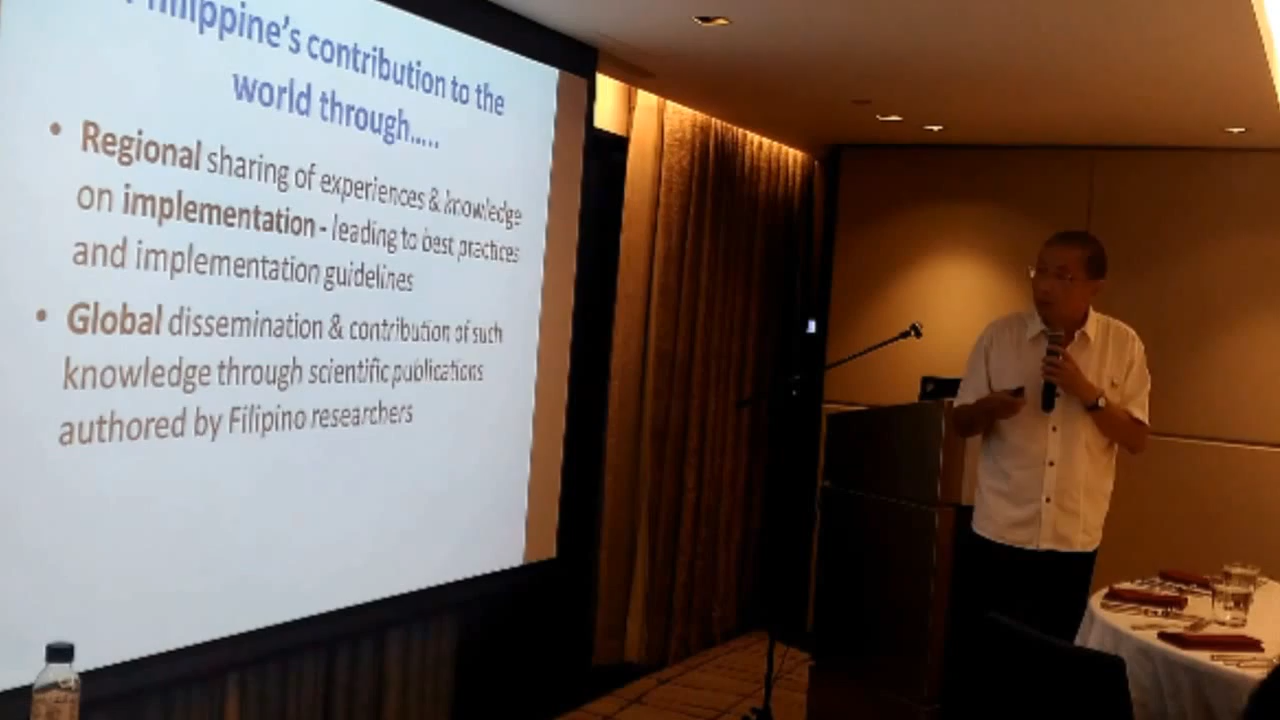 Philippine's contribution to the
world through.....
• Regional sharing of experiences & knowledge
on implementation - leading to best practices
and implementation guidelines
• Global dissemination & contribution of such
knowledge through scientific publications
authored by Filipino researchers